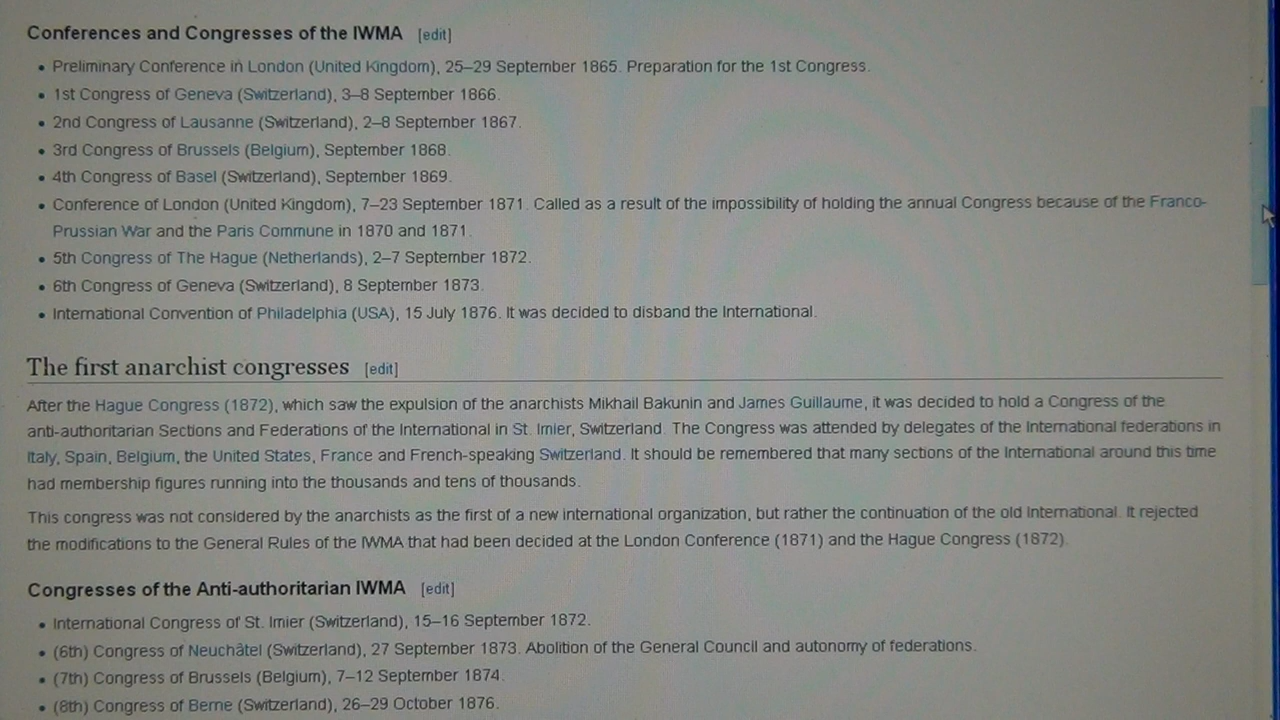 Conferences and Congresses of the IWMA [edit]
• Preliminary Conference in London (United Kingdom), 25–29 September 1865. Preparation for the 1st Congress.
• 1st Congress of Geneva (Switzerland), 3–8 September 1866.
• 2nd Congress of Lausanne (Switzerland), 2–8 September 1867.
• 3rd Congress of Brussels (Belgium), September 1868.
• 4th Congress of Basel (Switzerland), September 1869.
• Conference of London (United Kingdom), 7–23 September 1871. Called as a result of the impossibility of holding the annual Congress because of the Franco-
Prussian War and the Paris Commune in 1870 and 1871.
• 5th Congress of The Hague (Netherlands), 2–7 September 1872.
• 6th Congress of Geneva (Switzerland), 8 September 1873.
• International Convention of Philadelphia (USA), 15 July 1876. It was decided to disband the International.
The first anarchist congresses [edit]
After the Hague Congress (1872), which saw the expulsion of the anarchists Mikhail Bakunin and James Guillaume, it was decided to hold a Congress of the
anti-authoritarian Sections and Federations of the International in St. Imier, Switzerland. The Congress was attended by delegates of the International federations in
Italy, Spain, Belgium, the United States, France and French-speaking Switzerland. It should be remembered that many sections of the International around this time
had membership figures running into the thousands and tens of thousands.
This congress was not considered by the anarchists as the first of a new international organization, but rather the continuation of the old International. It rejected
the modifications to the General Rules of the IWMA that had been decided at the London Conference (1871) and the Hague Congress (1872).
Congresses of the Anti-authoritarian IWMA [edit]
• International Congress of St. Imier (Switzerland), 15–16 September 1872.
• (6th) Congress of Neuchâtel (Switzerland), 27 September 1873. Abolition of the General Council and autonomy of federations.
• (7th) Congress of Brussels (Belgium), 7–12 September 1874.
• (8th) Congress of Berne (Switzerland), 26–29 October 1876.